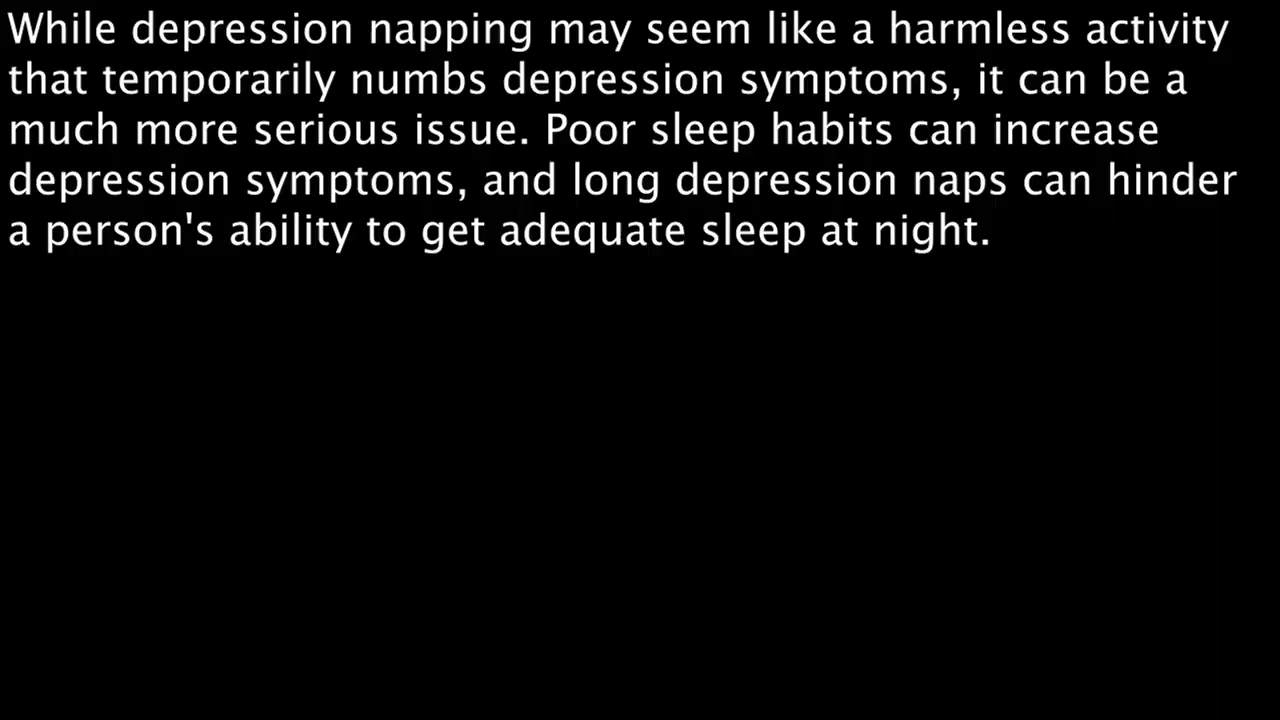 While depression napping may seem like a harmless activity
that temporarily numbs depression symptoms, it can be a
much more serious issue. Poor sleep habits can increase
depression symptoms, and long depression naps can hinder
a person's ability to get adequate sleep at night.